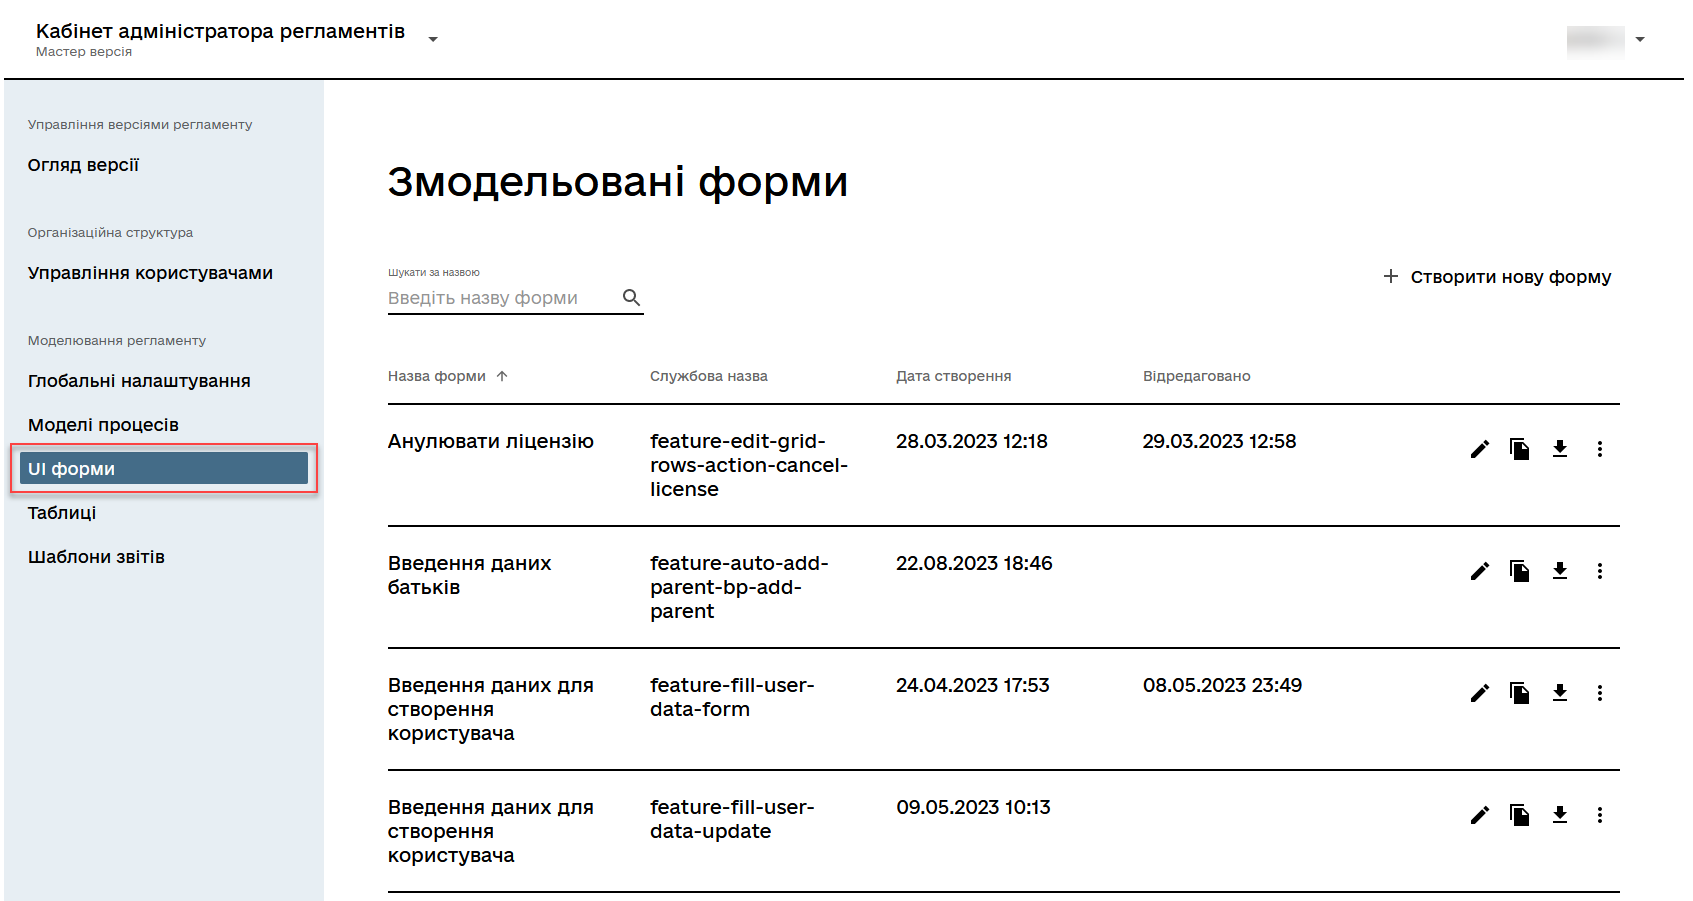 Кабінет адміністратора регламентів
Мастер версія
Управління версіями регламенту
Огляд версії
Організаційна структура
Управління користувачами
Моделювання регламенту
Глобальні налаштування
Моделі процесів
UI форми
Таблиці
Шаблони звітів
Змодельовані форми
Шукати за назвою
Введіть назву форми
Створити нову форму
Назва форми Службова назва Дата створення Відредаговано
Анулювати ліцензію feature-edit-grid- 28.03.2023 12:18 29.03.2023 12:58
rows-action-cancel-
license
Введення даних feature-auto-add- 22.08.2023 18:46
батьків parent-bp-add-
parent
Введення даних для feature-fill-user- 24.04.2023 17:53 08.05.2023 23:49
створення data-form
користувача
Введення даних для feature-fill-user- 09.05.2023 10:13
створення data-update
користувача